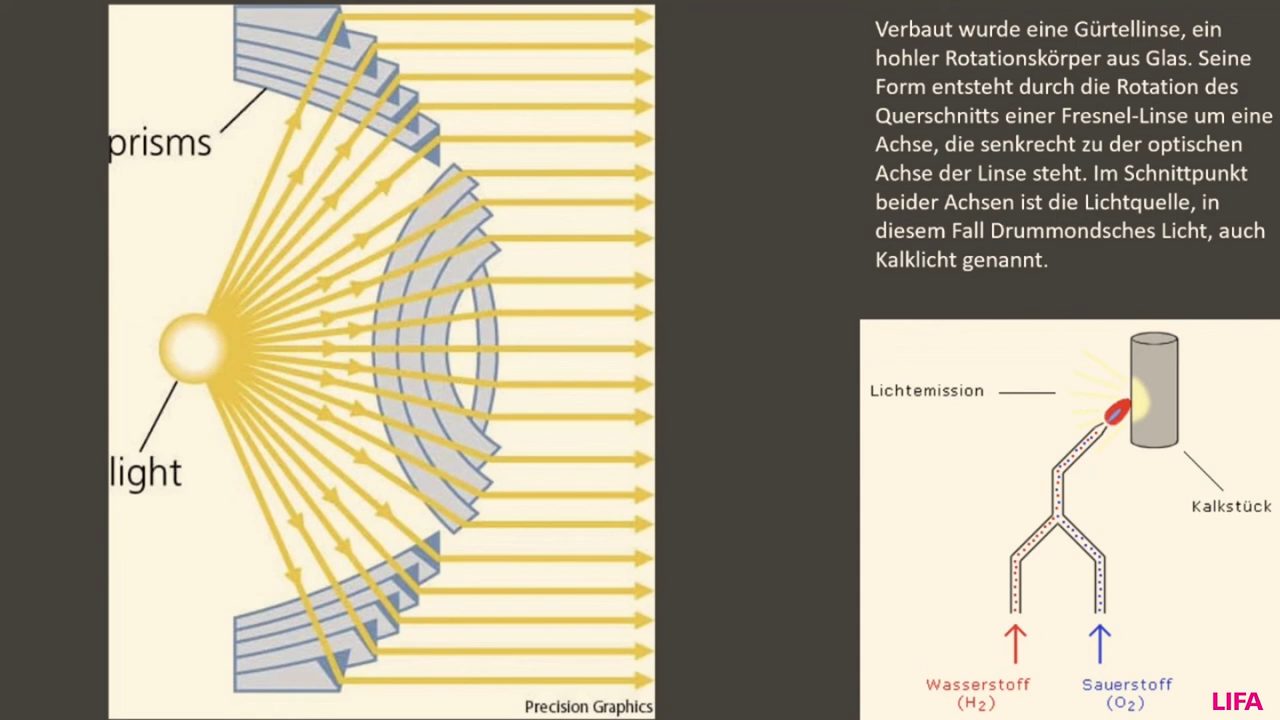 prisms
light
Precision Graphics
Verbaut wurde eine Gürtellinse, ein
hohler Rotationskörper aus Glas. Seine
Form entsteht durch die Rotation des
Querschnitts einer Fresnel-Linse um eine
Achse, die senkrecht zu der optischen
Achse der Linse steht. Im Schnittpunkt
beider Achsen ist die Lichtquelle, in
diesem Fall Drummondsches Licht, auch
Kalklicht genannt.
Lichtemission
Kalkstück
Wasserstoff
(H₂)
Sauerstoff
(O₂)
LIFA